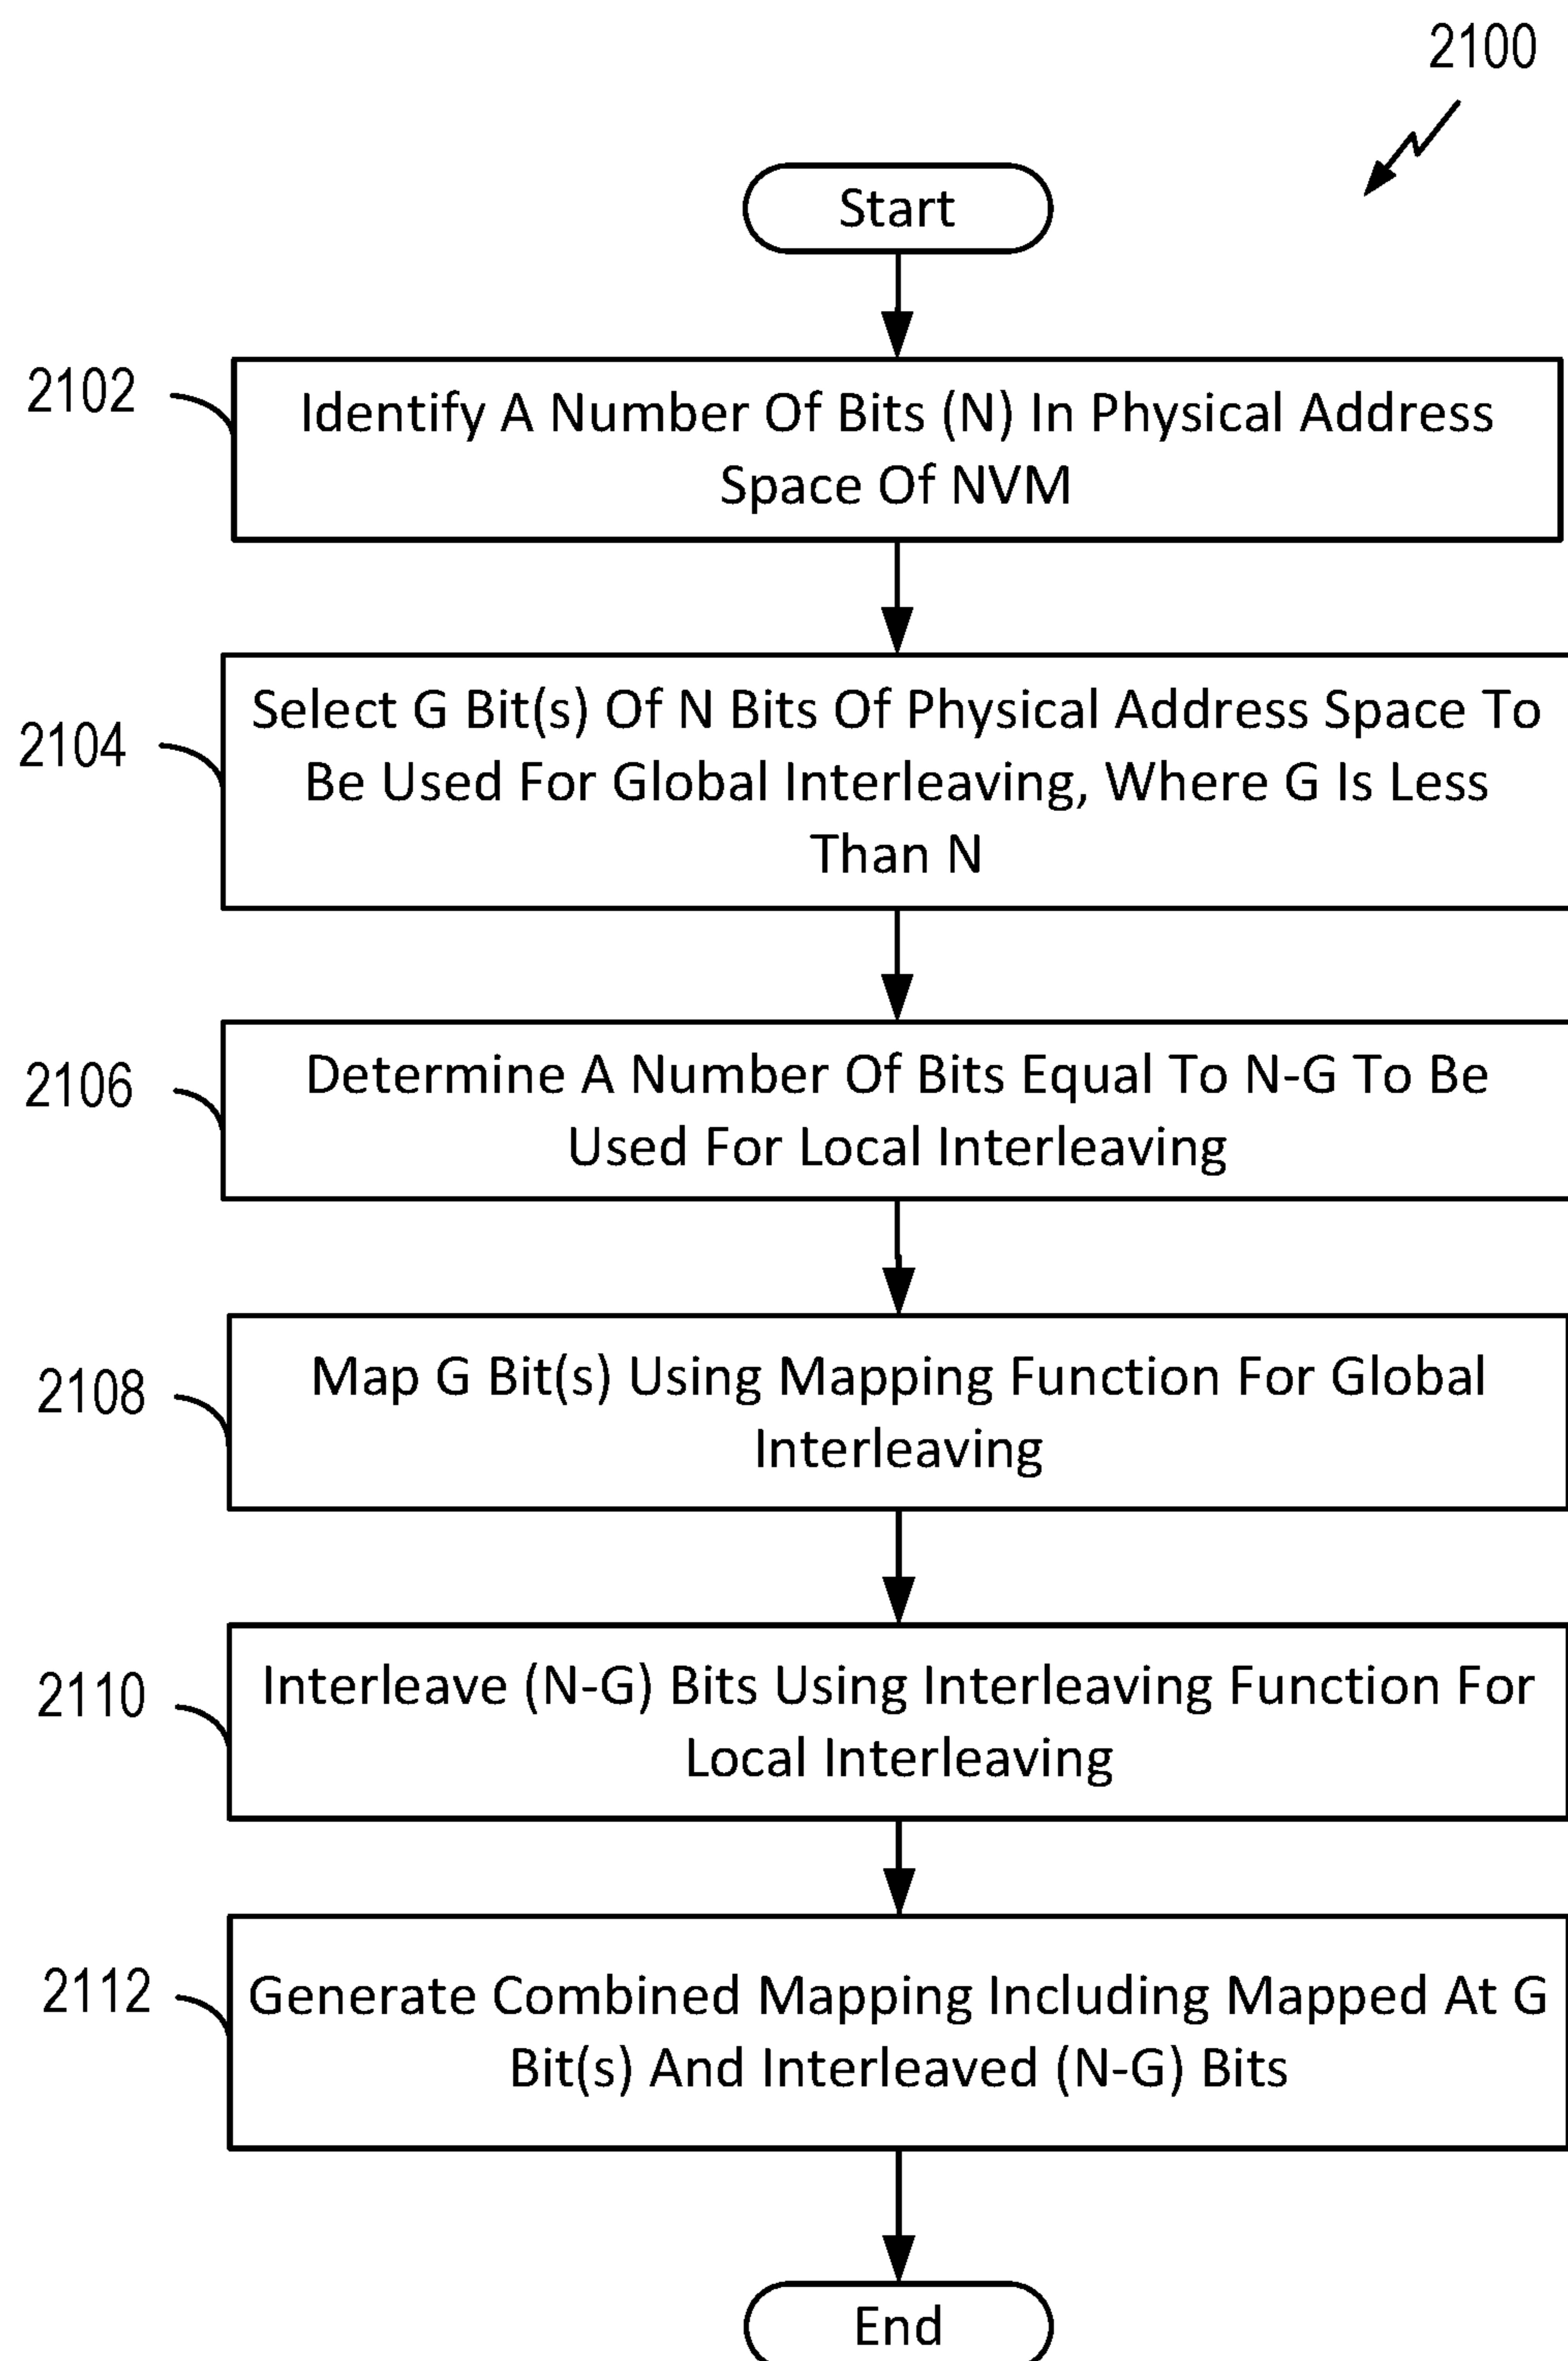 2100
Start
2102
Identify A Number Of Bits (N) In Physical Address
Space Of NVM
2104
Select G Bit(s) Of N Bits Of Physical Address Space To
Be Used For Global Interleaving, Where G Is Less
Than N
2106
Determine A Number Of Bits Equal To N-G To Be
Used For Local Interleaving
2108
Map G Bit(s) Using Mapping Function For Global
Interleaving
2110
Interleave (N-G) Bits Using Interleaving Function For
Local Interleaving
2112
Generate Combined Mapping Including Mapped At G
Bit(s) And Interleaved (N-G) Bits
End